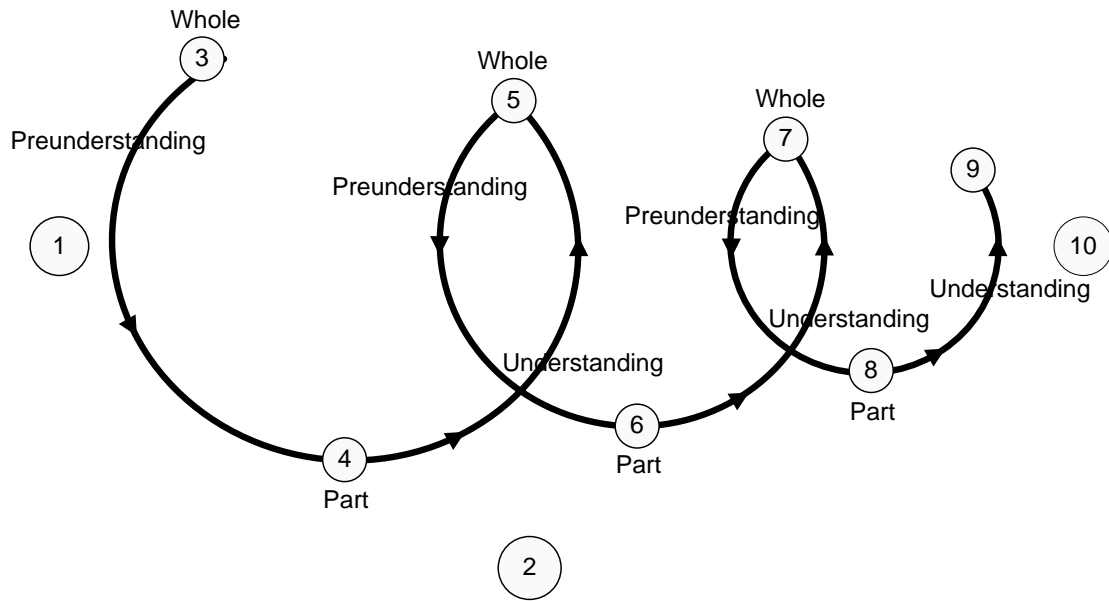 Whole
3
Whole
5
Whole
7
Preunderstanding
9
Preunderstanding
Preunderstanding
1
10
Understanding
Understanding
Understanding
8
Part
6
4
Part
Part
2